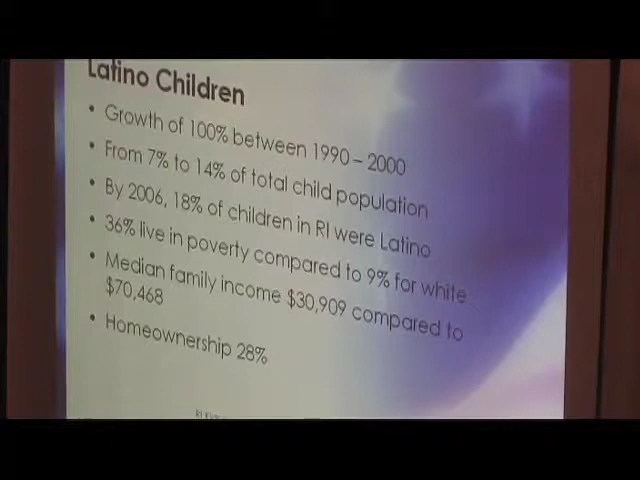 Latino Children
• Growth of 100% between 1990 – 2000
• From 7% to 14% of total child population
• By 2006, 18% of children in RI were Latino
• 36% live in poverty compared to 9% for white
• Median family income $30,909 compared to
$70,468
• Homeownership 28%
RI